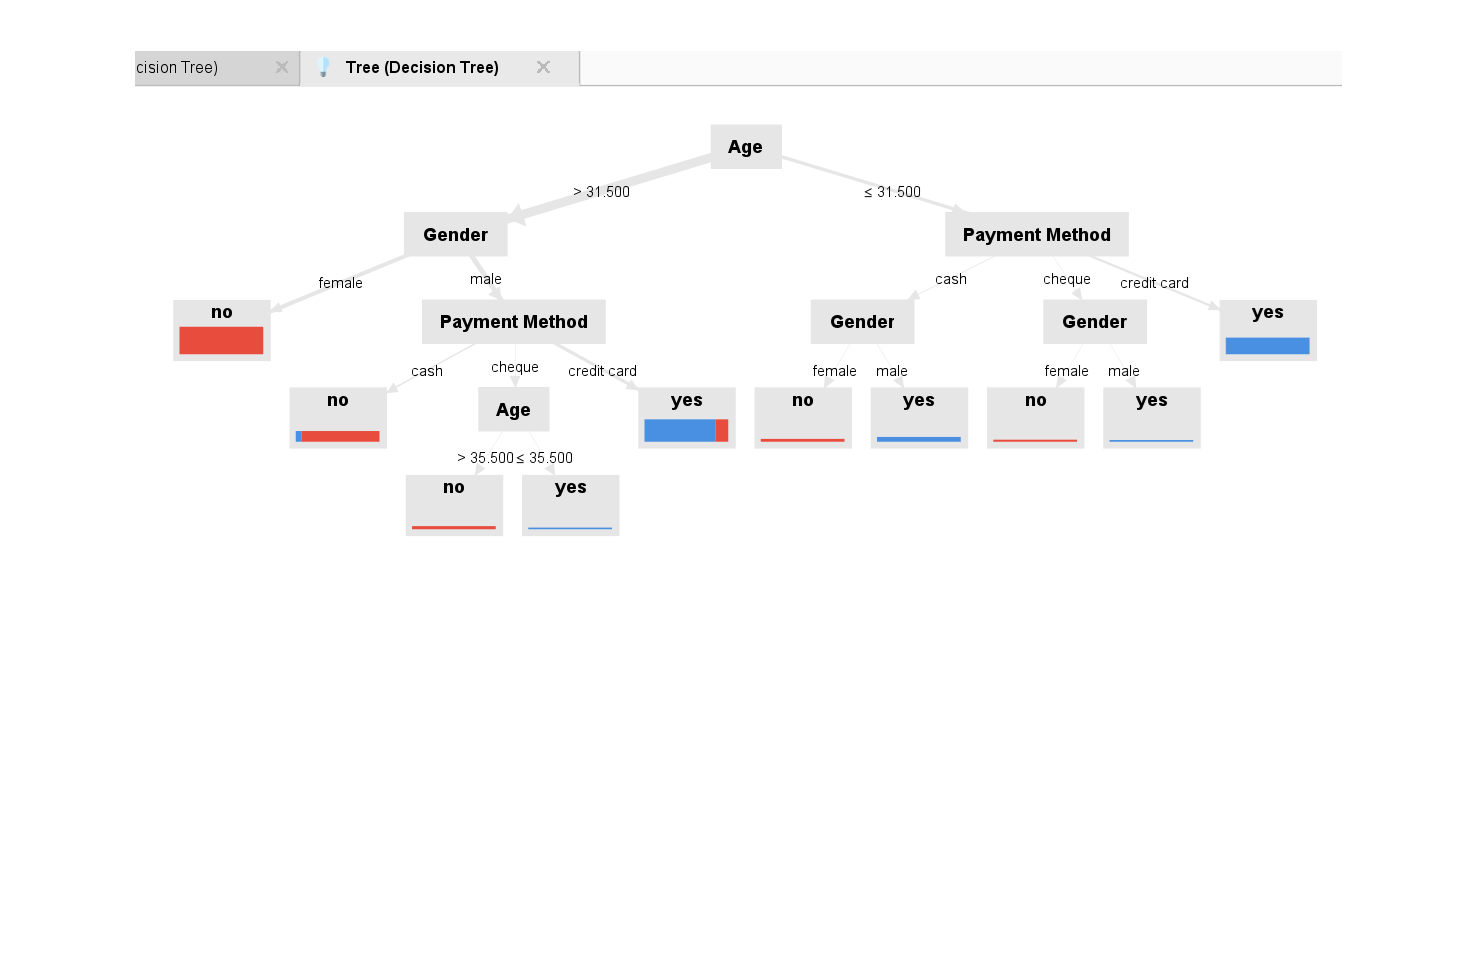 cision Tree)
Tree (Decision Tree)
Age
> 31.500
≤ 31.500
Gender
Payment Method
female
male
cash
cheque
credit card
no
Payment Method
Gender
Gender
yes
cash
cheque
credit card
female
male
female
male
no
Age
yes
no
yes
no
yes
> 35.500
≤ 35.500
no
yes